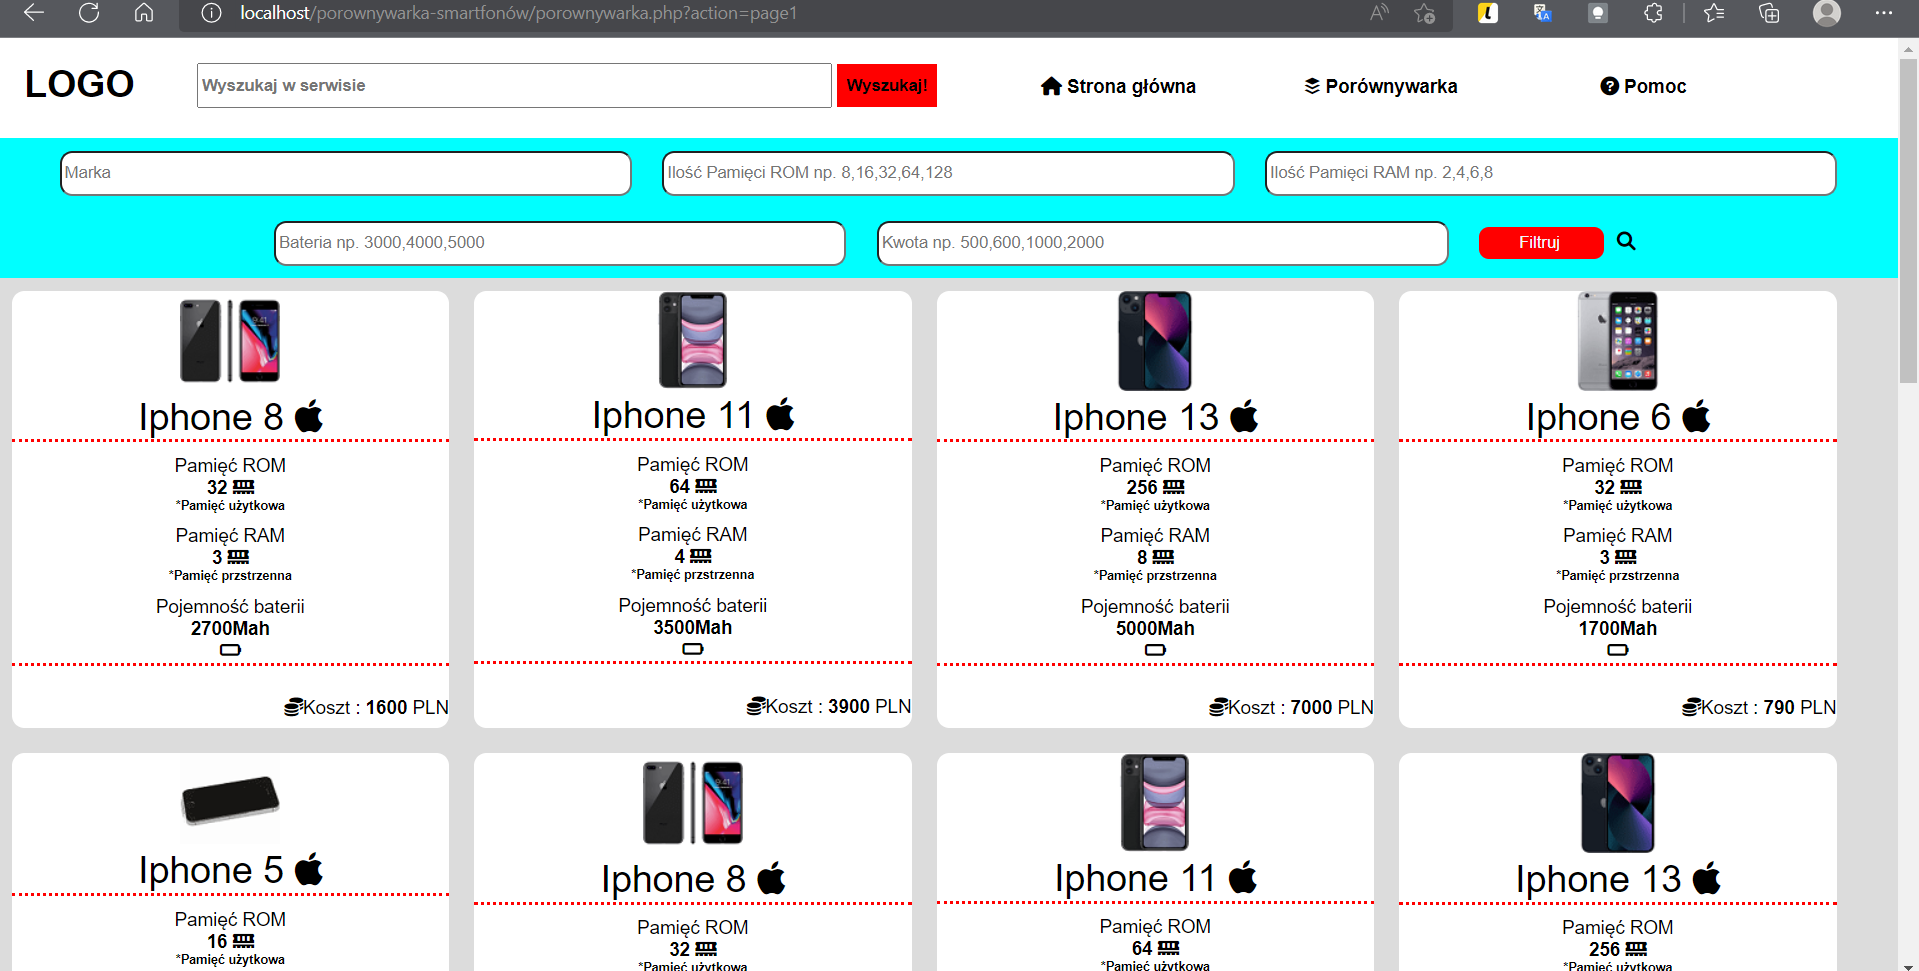 localhost/porownywarka-smartfonów/porownywarka.php?action=page1
LOGO
Wyszukaj w serwisie
Wyszukaj!
Strona główna
Porównywarka
Pomoc
Marka
Ilość Pamięci ROM np. 8,16,32,64,128
Ilość Pamięci RAM np. 2,4,6,8
Bateria np. 3000,4000,5000
Kwota np. 500,600,1000,2000
Filtruj
Iphone 8
Pamięć ROM
32
*Pamięć użytkowa
Pamięć RAM
3
*Pamięć przstrzenna
Pojemność baterii
2700Mah
Koszt : 1600 PLN
Iphone 11
Pamięć ROM
64
*Pamięć użytkowa
Pamięć RAM
4
*Pamięć przstrzenna
Pojemność baterii
3500Mah
Koszt : 3900 PLN
Iphone 13
Pamięć ROM
256
*Pamięć użytkowa
Pamięć RAM
8
*Pamięć przstrzenna
Pojemność baterii
5000Mah
Koszt : 7000 PLN
Iphone 6
Pamięć ROM
32
*Pamięć użytkowa
Pamięć RAM
3
*Pamięć przstrzenna
Pojemność baterii
1700Mah
Koszt : 790 PLN
Iphone 5
Pamięć ROM
16
*Pamięć użytkowa
Iphone 8
Pamięć ROM
32
*Pamięć użytkowa
Iphone 11
Pamięć ROM
64
*Pamięć użytkowa
Iphone 13
Pamięć ROM
256
*Pamięć użytkowa